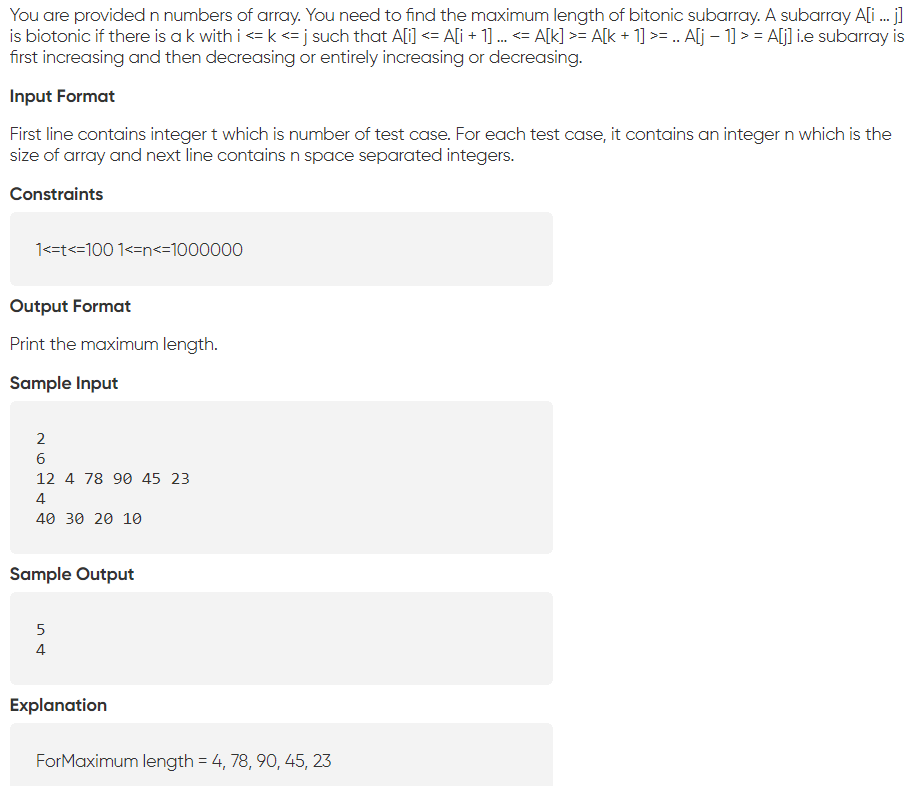 You are provided n numbers of array. You need to find the maximum length of bitonic subarray. A subarray A[i ... j]
is biotonic if there is a k with i <= k <= j such that A[i] <= A[i + 1] ... <= A[k] >= A[k + 1] >= .. A[j – 1] > = A[j] i.e subarray is
first increasing and then decreasing or entirely increasing or decreasing.
Input Format
First line contains integer t which is number of test case. For each test case, it contains an integer n which is the
size of array and next line contains n space separated integers.
Constraints
1<=t<=100 1<=n<=1000000
Output Format
Print the maximum length.
Sample Input
2
6
12 4 78 90 45 23
4
40 30 20 10
Sample Output
5
4
Explanation
ForMaximum length = 4, 78, 90, 45, 23